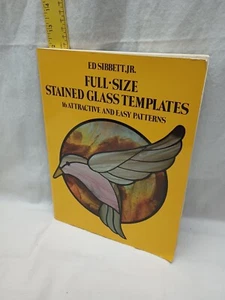 ED SIBBETT, JR.
FULL-SIZE
STAINED GLASS TEMPLATES
16 ATTRACTIVE AND EASY PATTERNS